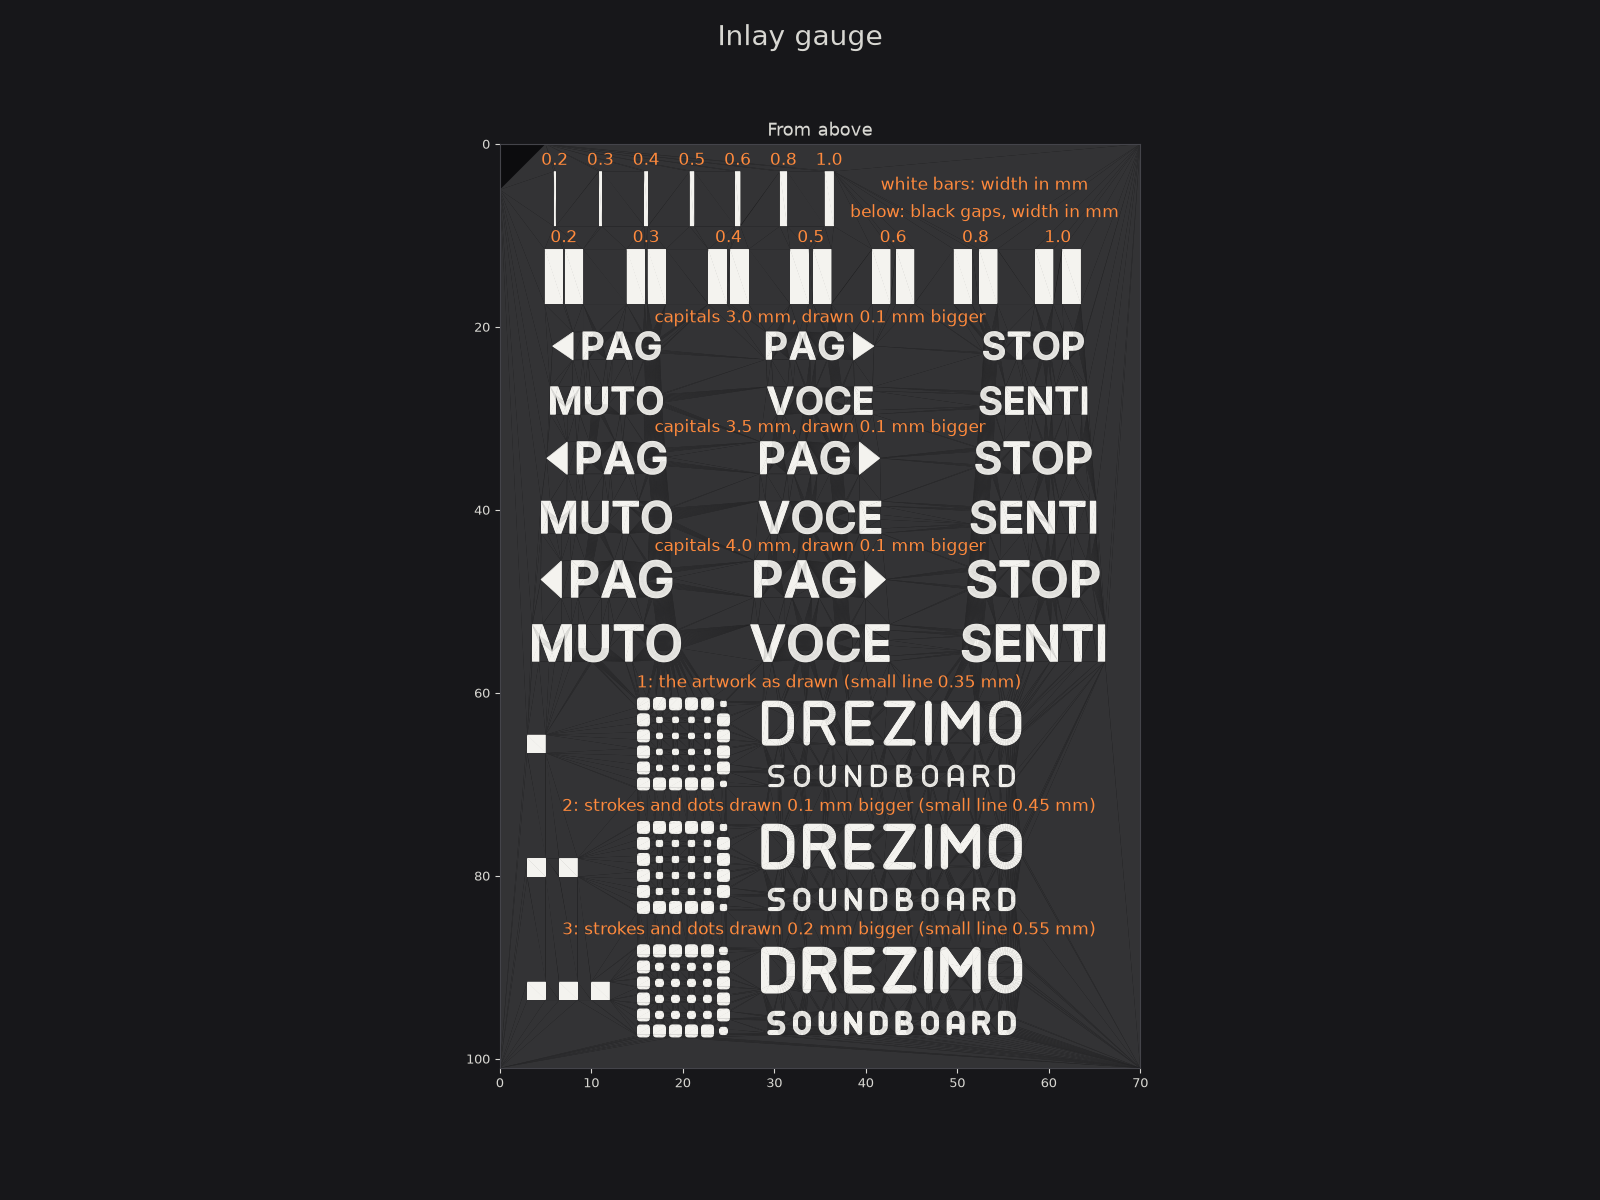 Inlay gauge
From above
0.2 0.3 0.4 0.5 0.6 0.8 1.0
white bars: width in mm
below: black gaps, width in mm
0.2 0.3 0.4 0.5 0.6 0.8 1.0
capitals 3.0 mm, drawn 0.1 mm bigger
PAG PAG STOP
MUTO VOCE SENTI
capitals 3.5 mm, drawn 0.1 mm bigger
PAG PAG STOP
MUTO VOCE SENTI
capitals 4.0 mm, drawn 0.1 mm bigger
PAG PAG STOP
MUTO VOCE SENTI
1: the artwork as drawn (small line 0.35 mm)
DREZIMO
SOUNDBOARD
2: strokes and dots drawn 0.1 mm bigger (small line 0.45 mm)
DREZIMO
SOUNDBOARD
3: strokes and dots drawn 0.2 mm bigger (small line 0.55 mm)
DREZIMO
SOUNDBOARD
0
20
40
60
80
100
0 10 20 30 40 50 60 70